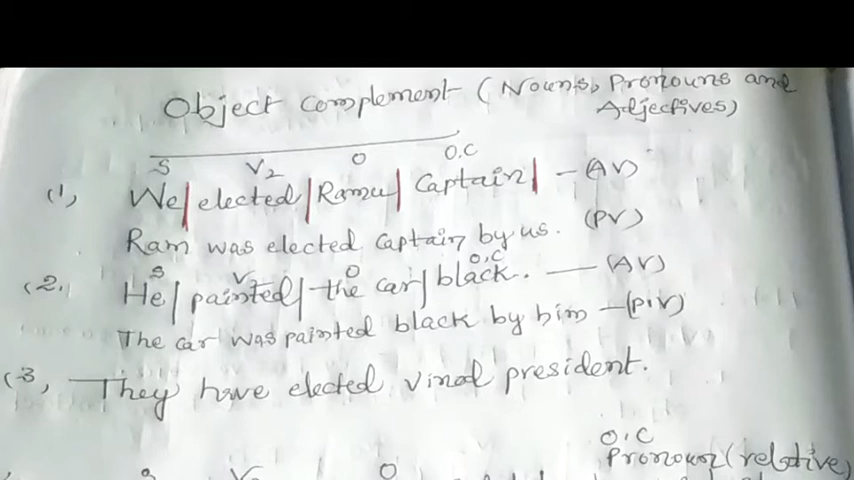 Object Complement (Nouns, Pronouns and
Adjectives)
S V2 O O.C
(1) We | elected | Ramu | Captain | - (AV)
Ram was elected captain by us. (PV)
S V O O.C
(2. He | painted | the car | black. — (AV)
The car was painted black by him - (P.V)
(3, They have elected vinod president.
O.C
S V O Pronoun (relative)